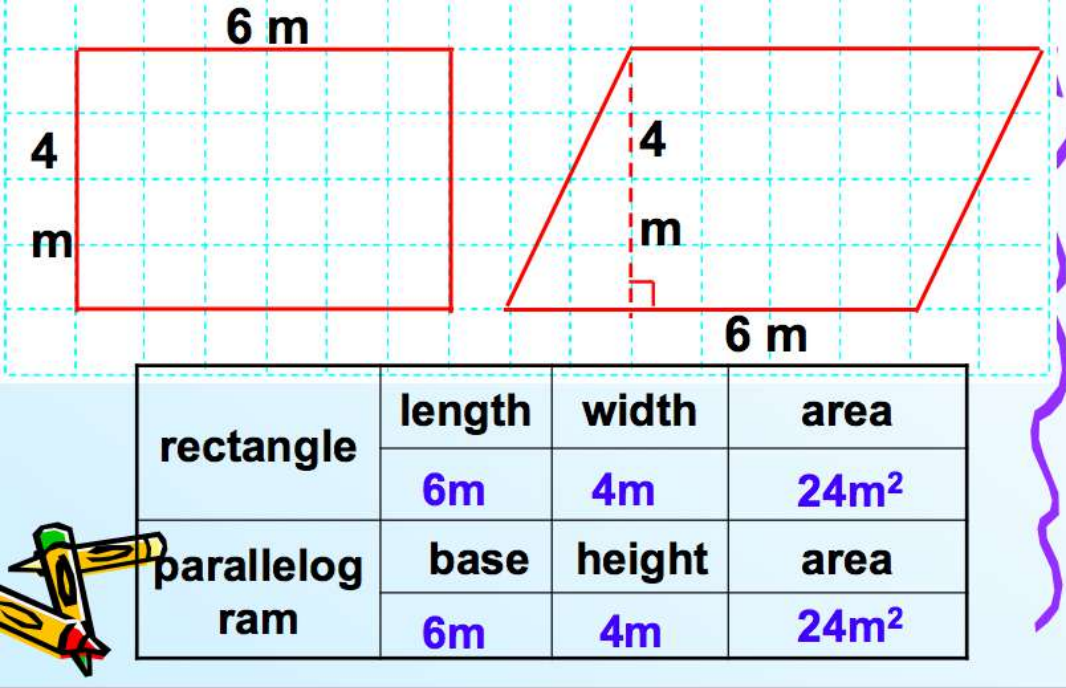 6 m
4
m
4
m
6 m
rectangle
length width area
6m 4m 24m²
parallelog
ram
base height area
6m 4m 24m²